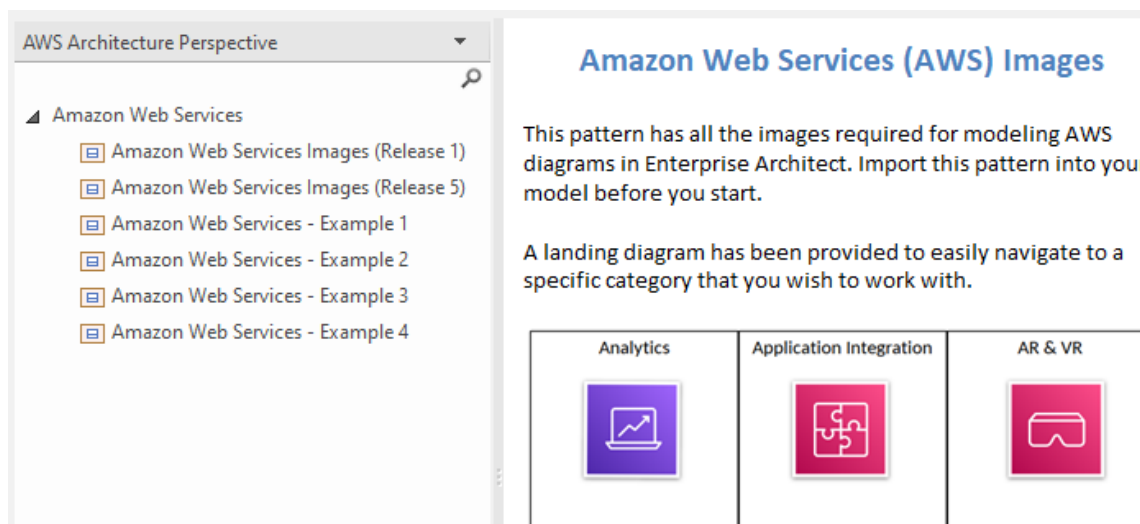 AWS Architecture Perspective
Amazon Web Services
Amazon Web Services Images (Release 1)
Amazon Web Services Images (Release 5)
Amazon Web Services - Example 1
Amazon Web Services - Example 2
Amazon Web Services - Example 3
Amazon Web Services - Example 4
Amazon Web Services (AWS) Images
This pattern has all the images required for modeling AWS
diagrams in Enterprise Architect. Import this pattern into
model before you start.
A landing diagram has been provided to easily navigate to a
specific category that you wish to work with.
Analytics
Application Integration
AR & VR